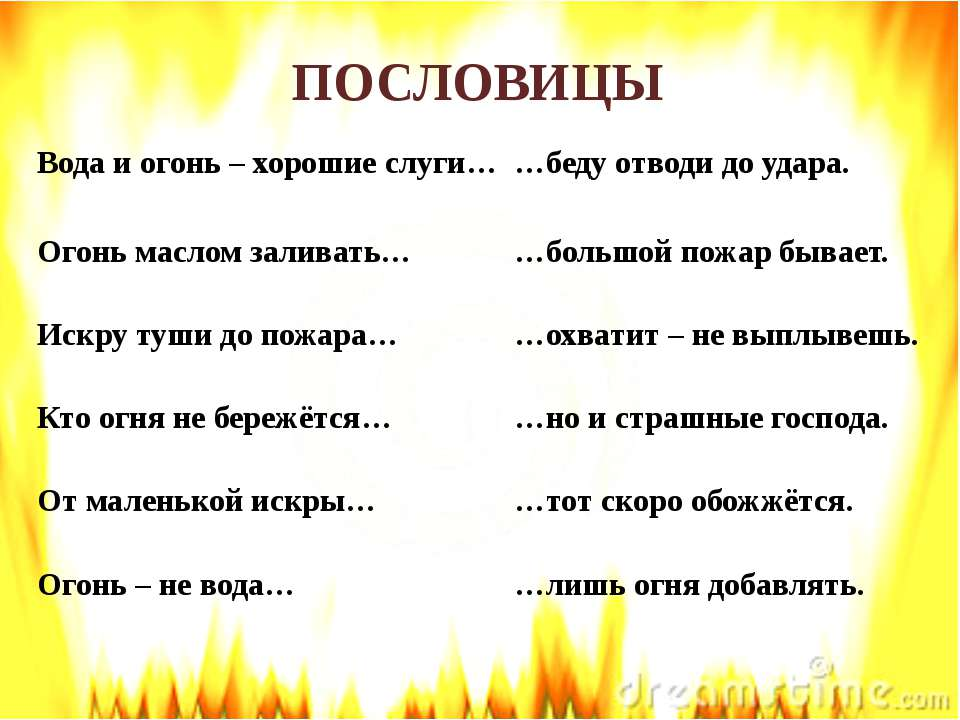 ПОСЛОВИЦЫ
Вода и огонь – хорошие слуги… …беду отводи до удара.
Огонь маслом заливать… …большой пожар бывает.
Искру туши до пожара… …охватит – не выплывешь.
Кто огня не бережётся… …но и страшные господа.
От маленькой искры… …тот скоро обожжётся.
Огонь – не вода… …лишь огня добавлять.
dreamstime.com